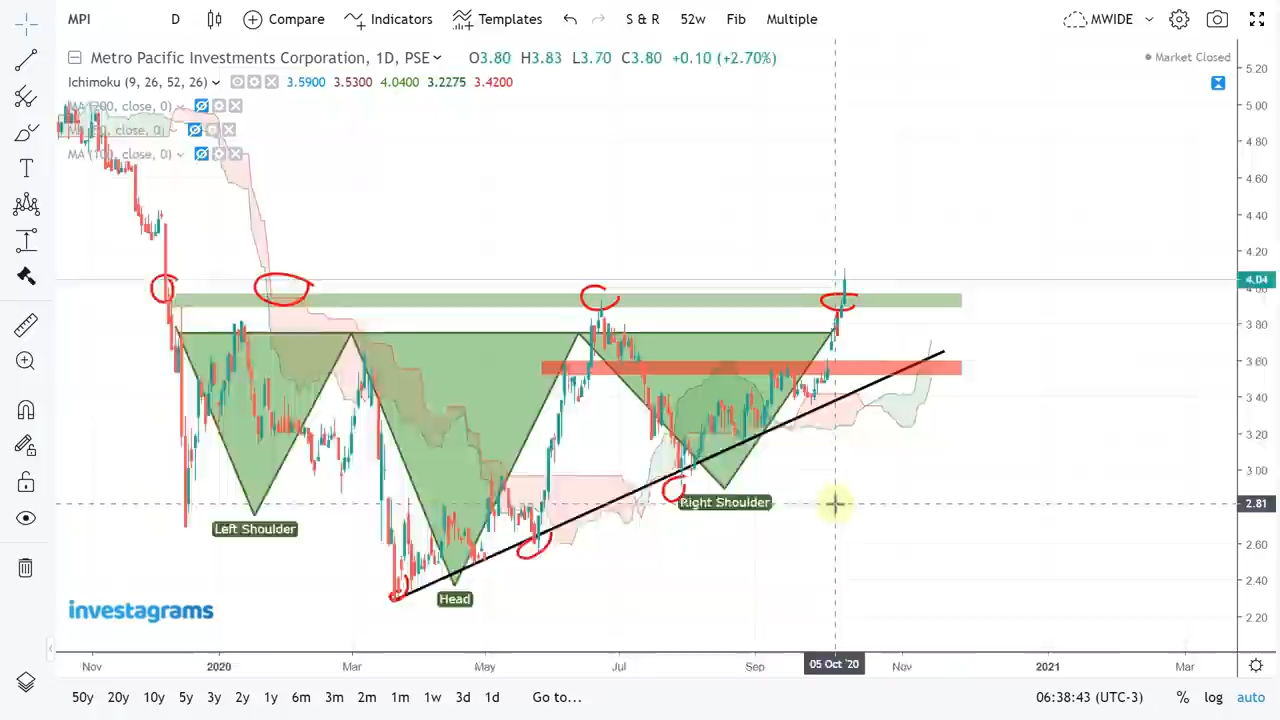 MPI D Compare Indicators Templates S & R 52w Fib Multiple MWIDE
Metro Pacific Investments Corporation, 1D, PSE O3.80 H3.83 L3.70 C3.80 +0.10 (+2.70%)
Market Closed
Ichimoku (9, 26, 52, 26) 3.5900 3.5300 4.0400 3.2275 3.4200
MA (200, close, 0)
MA (50, close, 0)
MA (100, close, 0)
5.20
5.00
4.80
4.60
4.40
4.20
4.04
4.00
3.80
3.60
3.40
3.20
3.00
2.81
2.60
2.40
2.20
Right Shoulder
Left Shoulder
Head
investagrams
Nov 2020 Mar May Jul Sep 05 Oct '20 Nov 2021 Mar
50y 20y 10y 5y 3y 2y 1y 6m 3m 2m 1m 1w 3d 1d Go to... 06:38:43 (UTC-3) % log auto